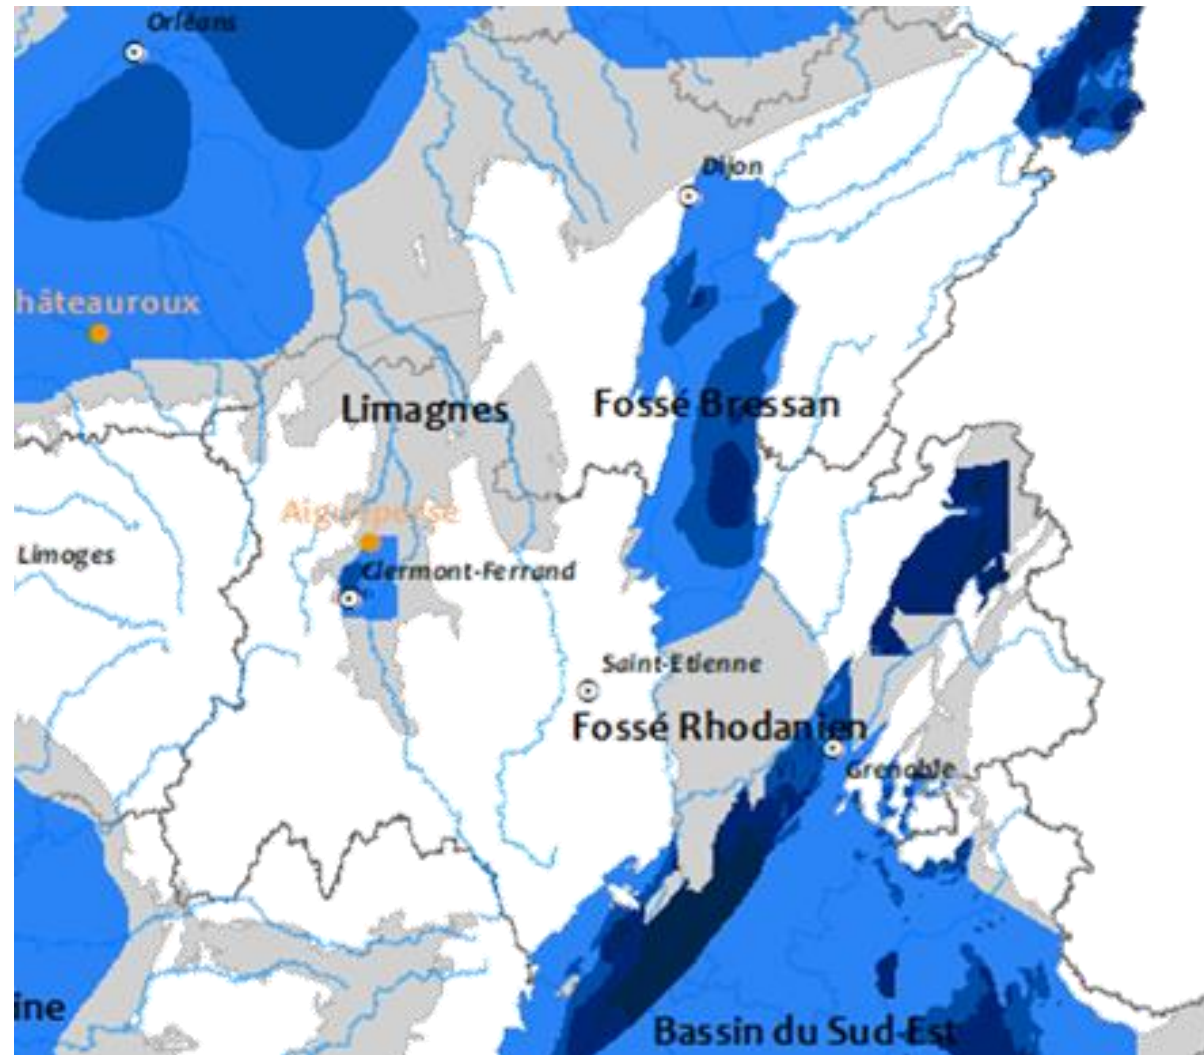 Orléans
Dijon
hâteauroux
Limagnes
Fossé Bressan
Aigueperse
Limoges
Clermont-Ferrand
Saint-Etienne
Fossé Rhodanien
Grenoble
ine
Bassin du Sud-Est